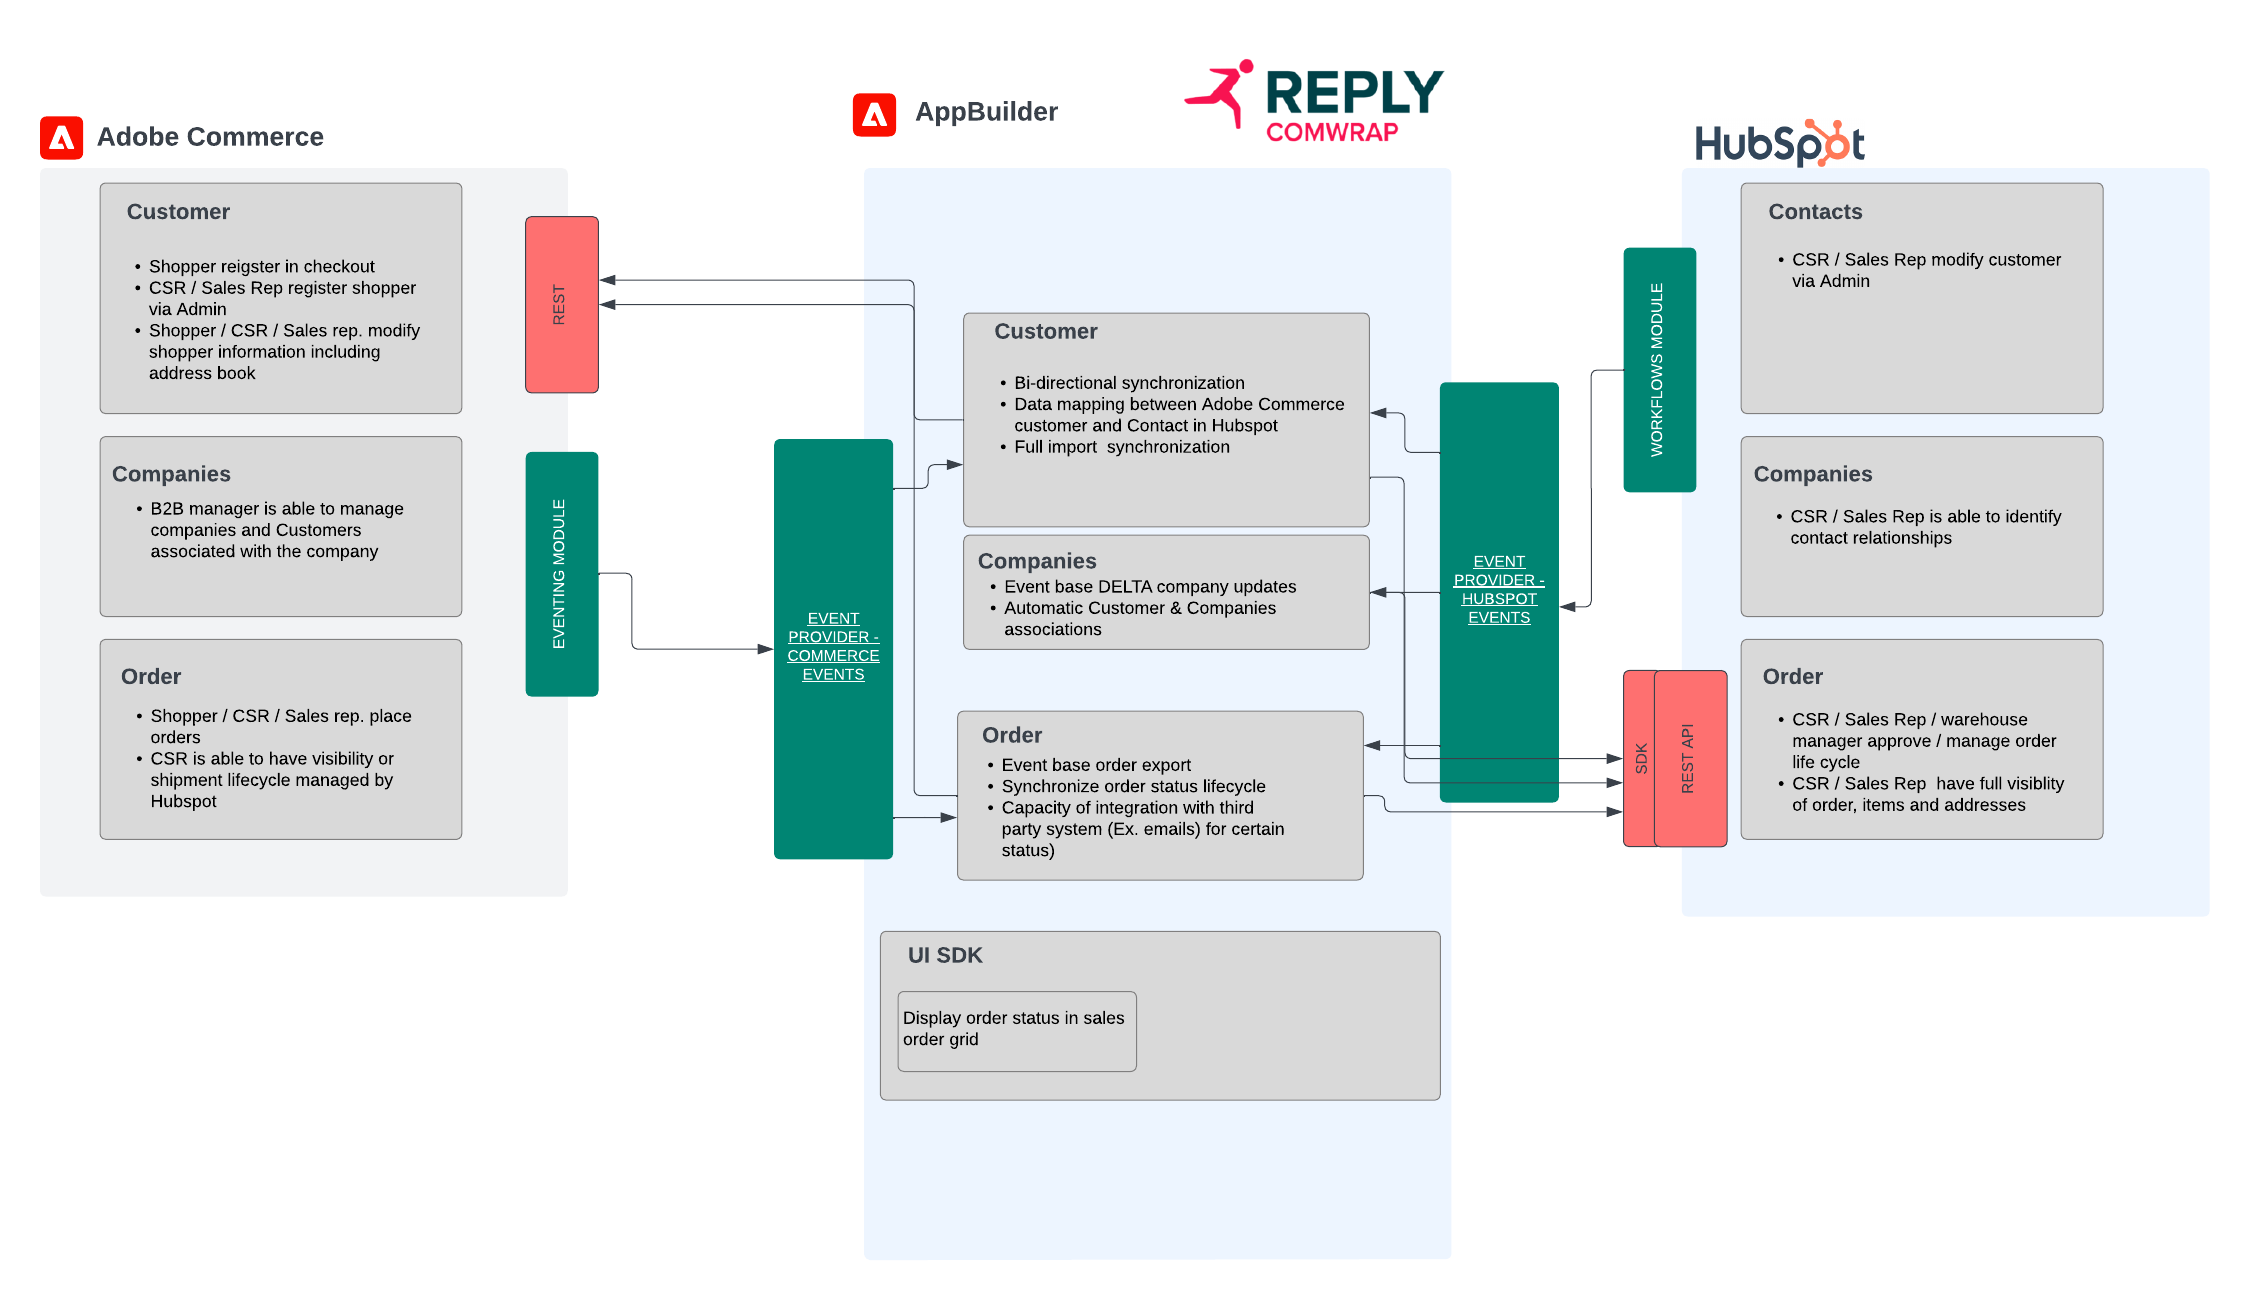 Adobe Commerce
Customer
• Shopper reigster in checkout
• CSR / Sales Rep register shopper
via Admin
• Shopper / CSR / Sales rep. modify
shopper information including
address book
Companies
• B2B manager is able to manage
companies and Customers
associated with the company
Order
• Shopper / CSR / Sales rep. place
orders
• CSR is able to have visibility or
shipment lifecycle managed by
Hubspot
REST
EVENTING MODULE
EVENT
PROVIDER -
COMMERCE
EVENTS
AppBuilder
REPLY
COMWRAP
Customer
• Bi-directional synchronization
• Data mapping between Adobe Commerce
customer and Contact in Hubspot
• Full import  synchronization
Companies
• Event base DELTA company updates
• Automatic Customer & Companies
associations
Order
• Event base order export
• Synchronize order status lifecycle
• Capacity of integration with third
party system (Ex. emails) for certain
status)
UI SDK
Display order status in sales
order grid
EVENT
PROVIDER -
HUBSPOT
EVENTS
WORKFLOWS MODULE
SDK
REST API
HubSpot
Contacts
• CSR / Sales Rep modify customer
via Admin
Companies
• CSR / Sales Rep is able to identify
contact relationships
Order
• CSR / Sales Rep / warehouse
manager approve / manage order
life cycle
• CSR / Sales Rep  have full visiblity
of order, items and addresses